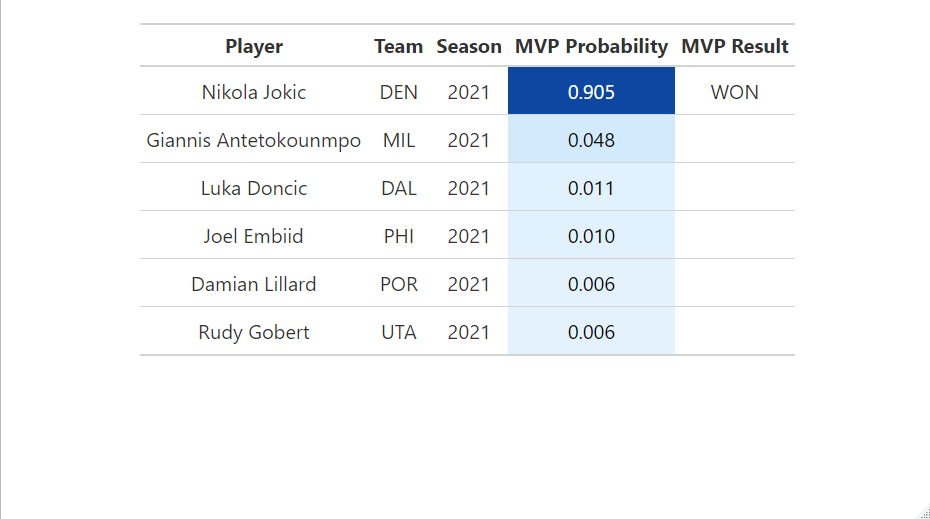 Player Team Season MVP Probability MVP Result
Nikola Jokic DEN 2021 0.905 WON
Giannis Antetokounmpo MIL 2021 0.048
Luka Doncic DAL 2021 0.011
Joel Embiid PHI 2021 0.010
Damian Lillard POR 2021 0.006
Rudy Gobert UTA 2021 0.006